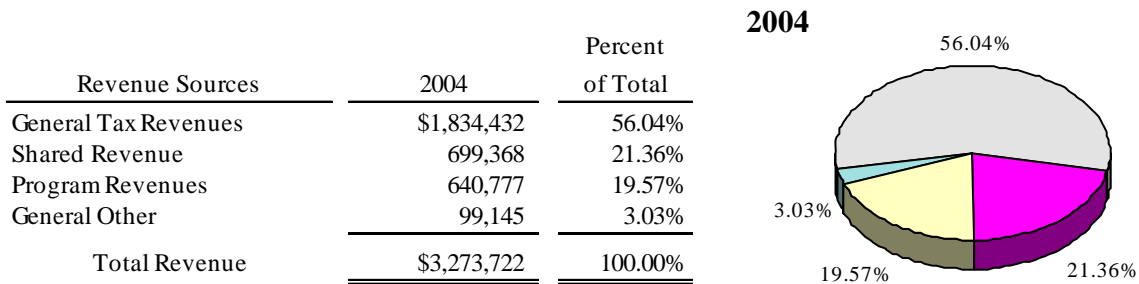 2004
Percent
Revenue Sources 2004 of Total
General Tax Revenues $1,834,432 56.04%
Shared Revenue 699,368 21.36%
Program Revenues 640,777 19.57%
General Other 99,145 3.03%
Total Revenue $3,273,722 100.00%
56.04%
3.03%
19.57%
21.36%